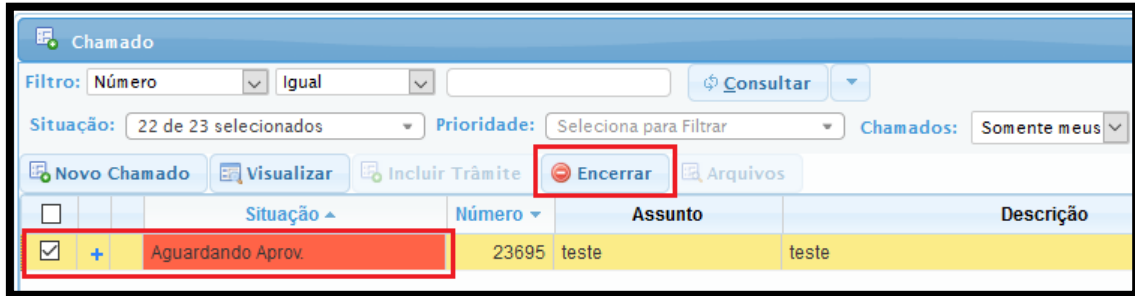 Chamado
Filtro: Número Igual Consultar
Situação: 22 de 23 selecionados Prioridade: Seleciona para Filtrar Chamados: Somente meus
Novo Chamado Visualizar Incluir Trâmite Encerrar Arquivos
Situação Número Assunto Descrição
+ Aguardando Aprov. 23695 teste teste